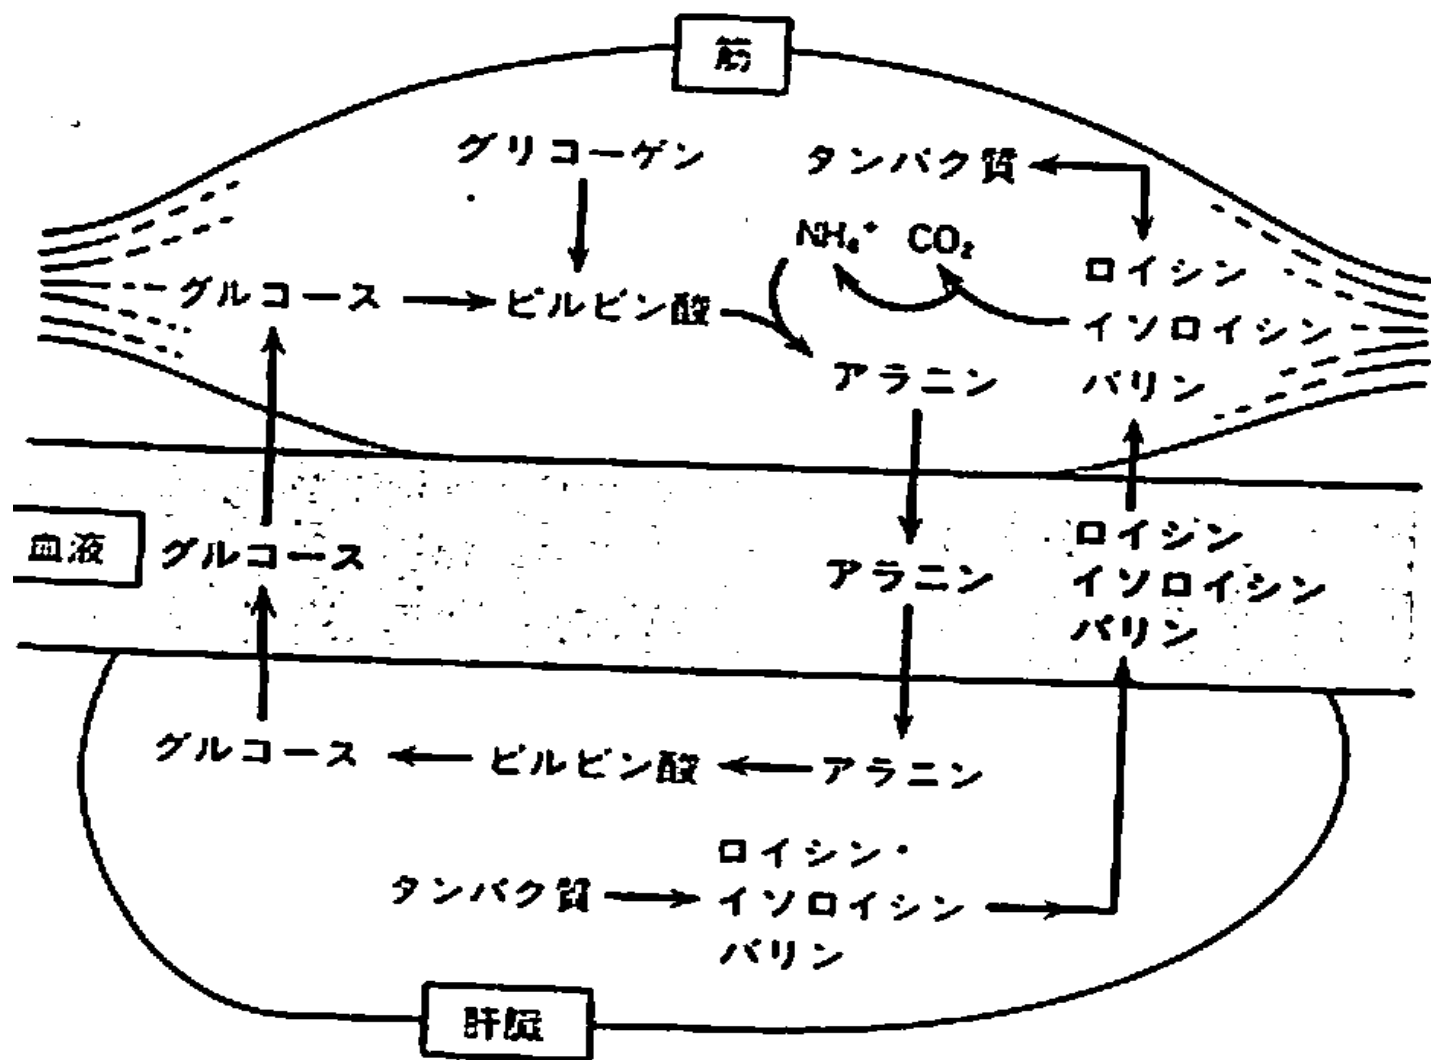 筋
グリコーゲン
タンパク質
NH₄⁺ CO₂
ロイシン
グルコース
ピルビン酸
イソロイシン
アラニン
バリン
血液
グルコース
アラニン
ロイシン
イソロイシン
バリン
グルコース
ピルビン酸
アラニン
タンパク質
ロイシン・
イソロイシン
バリン
肝臓